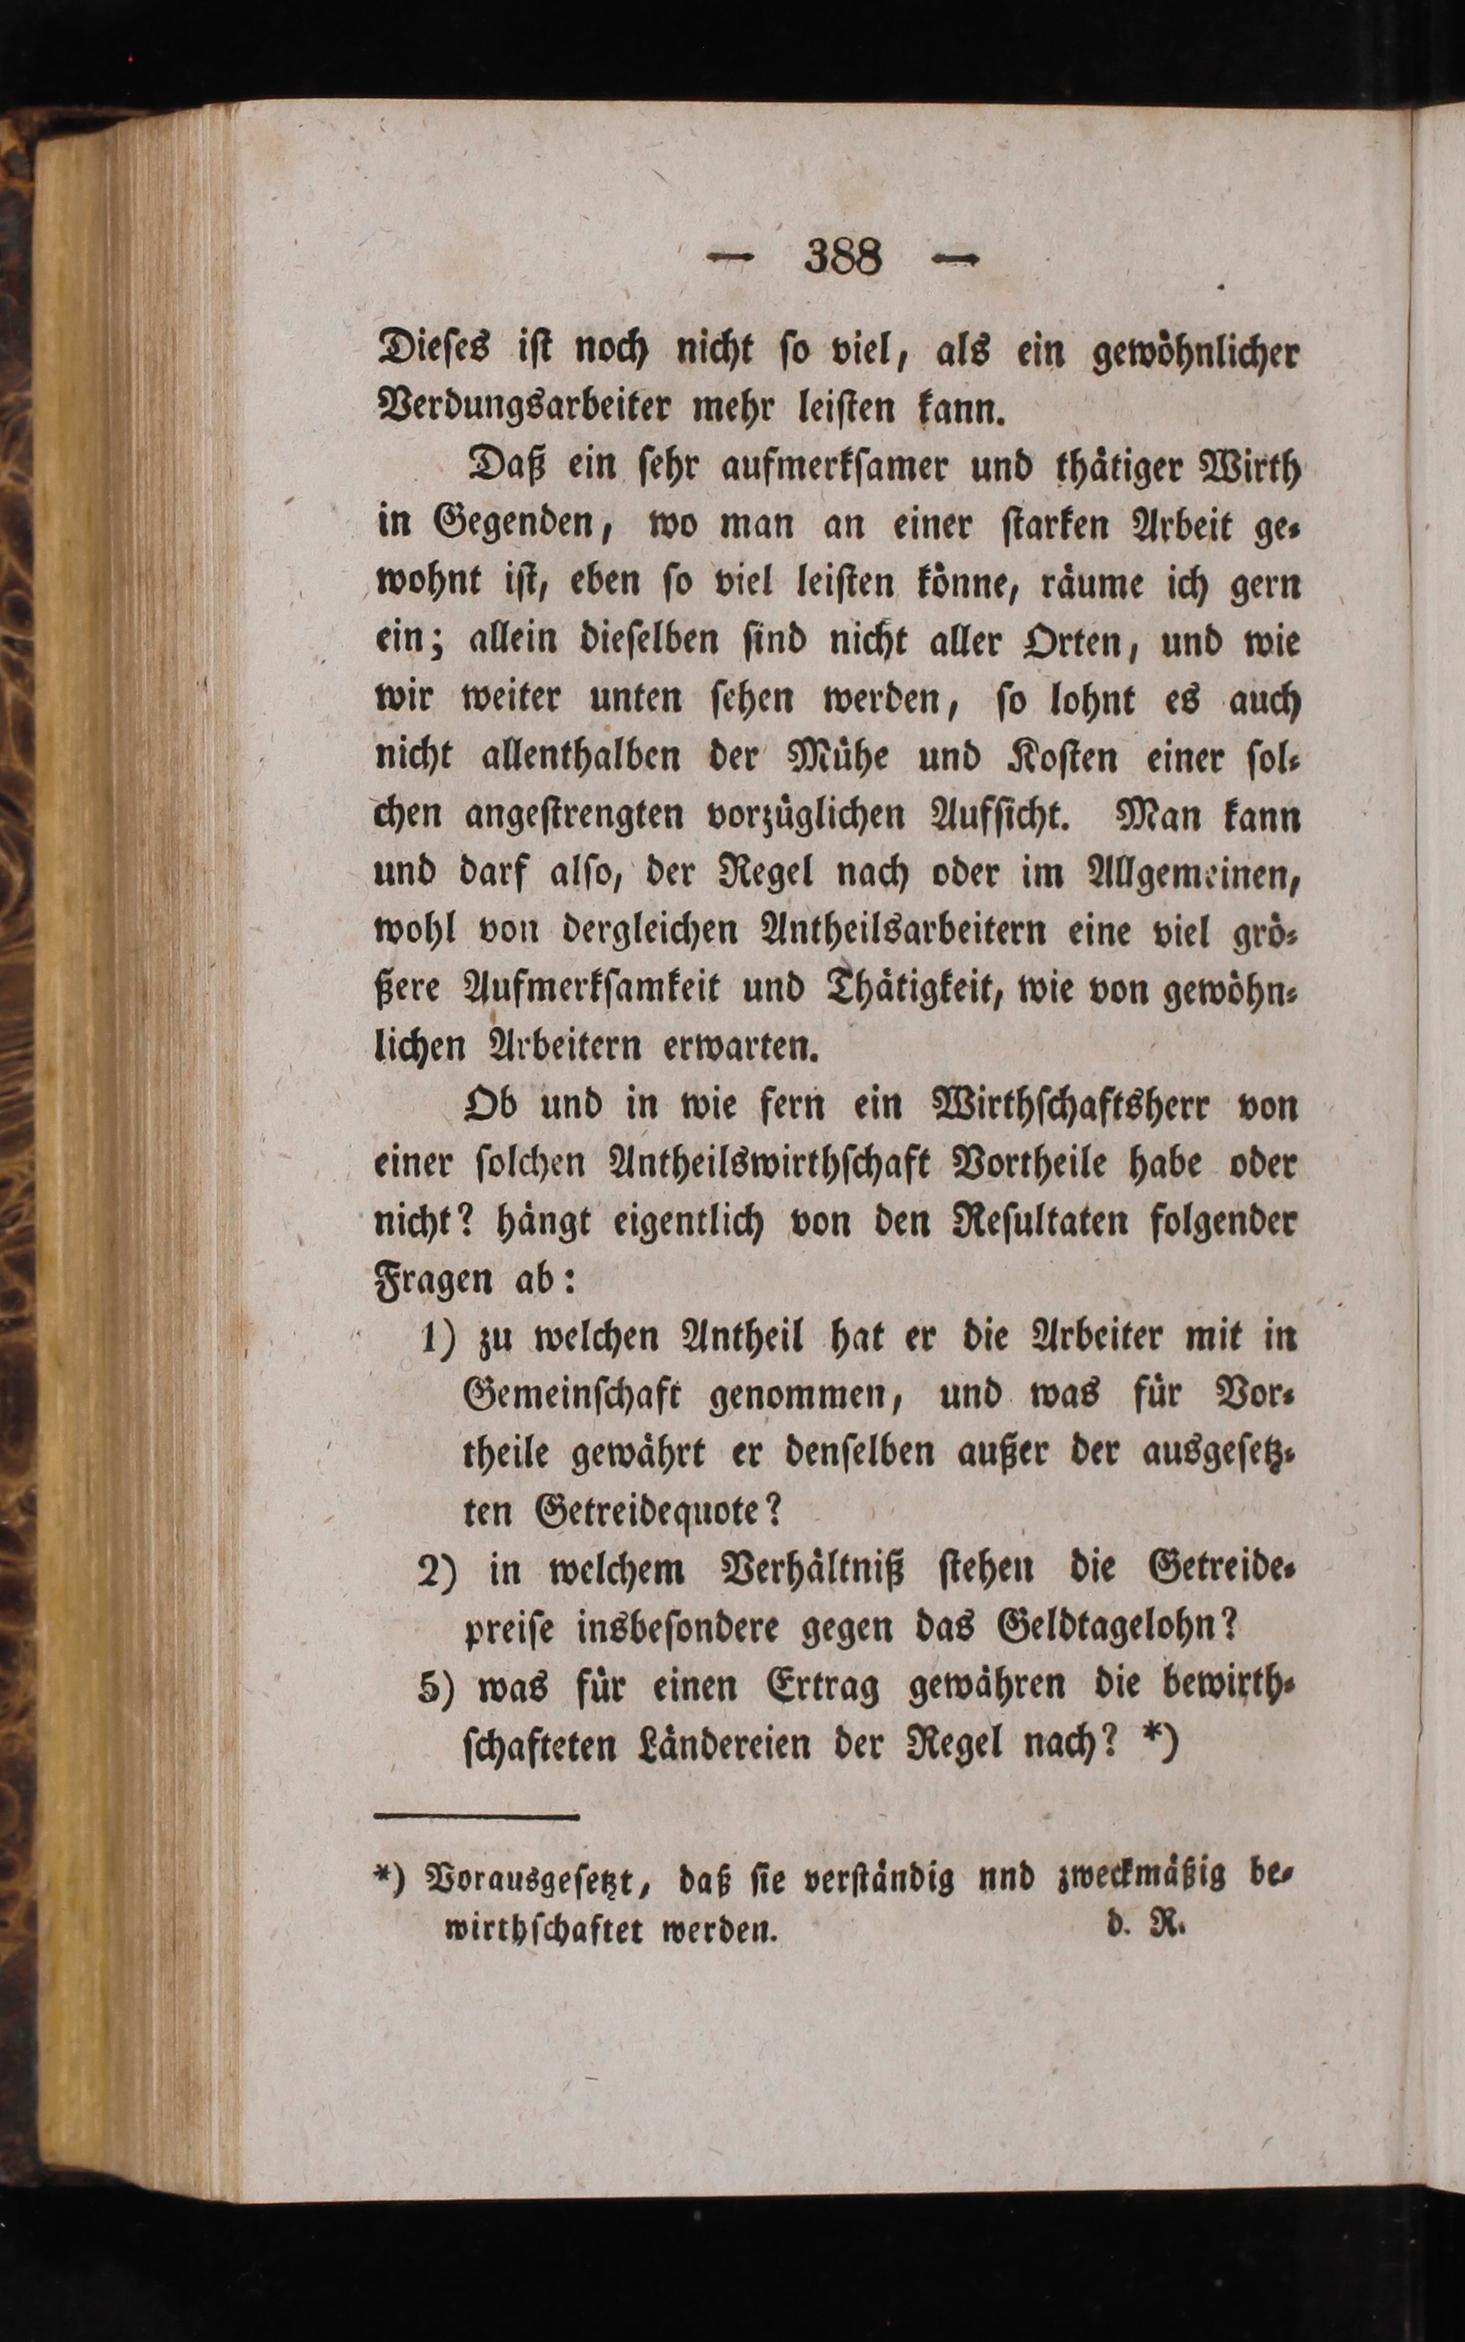 — 388 —
Dieses ist noch nicht so viel, als ein gewöhnlicher
Verdungsarbeiter mehr leisten kann.
Daß ein sehr aufmerksamer und thätiger Wirth
in Gegenden, wo man an einer starken Arbeit ge-
wohnt ist, eben so viel leisten könne, räume ich gern
ein; allein dieselben sind nicht aller Orten, und wie
wir weiter unten sehen werden, so lohnt es auch
nicht allenthalben der Mühe und Kosten einer sol-
chen angestrengten vorzüglichen Aufsicht. Man kann
und darf also, der Regel nach oder im Allgemeinen,
wohl von dergleichen Antheilsarbeitern eine viel grö-
ßere Aufmerksamkeit und Thätigkeit, wie von gewöhn-
lichen Arbeitern erwarten.
Ob und in wie fern ein Wirthschaftsherr von
einer solchen Antheilswirthschaft Vortheile habe oder
nicht? hängt eigentlich von den Resultaten folgender
Fragen ab:
1) zu welchen Antheil hat er die Arbeiter mit in
Gemeinschaft genommen, und was für Vor-
theile gewährt er denselben außer der ausgesetz-
ten Getreidequote?
2) in welchem Verhältniß stehen die Getreide-
preise insbesondere gegen das Geldtagelohn?
5) was für einen Ertrag gewähren die bewirth-
schafteten Ländereien der Regel nach? *)
*) Vorausgesetzt, daß sie verständig nnd zweckmäßig be-
wirthschaftet werden. d. R.